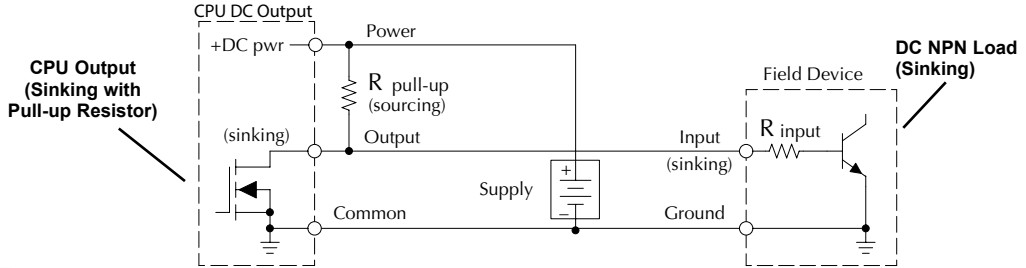 CPU DC Output
+DC pwr
Power
CPU Output
(Sinking with
Pull-up Resistor)
R pull-up
(sourcing)
DC NPN Load
(Sinking)
Field Device
(sinking)
Output
Input
(sinking)
R input
Supply
+
–
Common
Ground